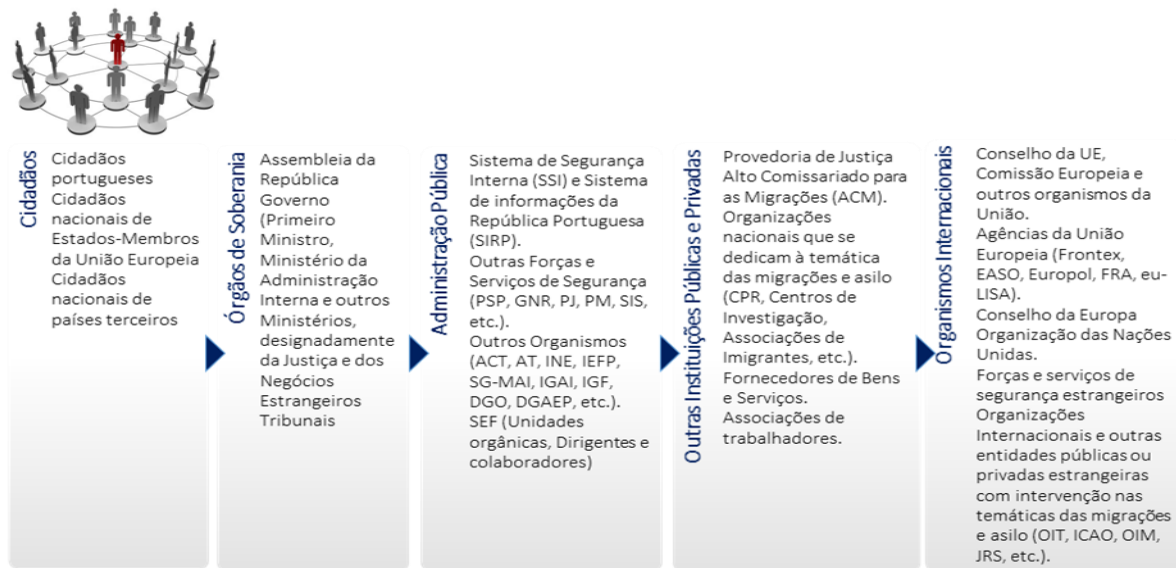 Cidadãos
Cidadãos
portugueses
Cidadãos
nacionais de
Estados-Membros
da União Europeia
Cidadãos
nacionais de
países terceiros
Órgãos de Soberania
Assembleia da
República
Governo
(Primeiro
Ministro,
Ministério da
Administração
Interna e outros
Ministérios,
designadamente
da Justiça e dos
Negócios
Estrangeiros
Tribunais
Administração Pública
Sistema de Segurança
Interna (SSI) e Sistema
de informações da
República Portuguesa
(SIRP).
Outras Forças e
Serviços de Segurança
(PSP, GNR, PJ, PM, SIS,
etc.).
Outros Organismos
(ACT, AT, INE, IEFP,
SG-MAI, IGAI, IGF,
DGO, DGAEP, etc.).
SEF (Unidades
orgânicas, Dirigentes e
colaboradores)
Outras Instituições Públicas e Privadas
Provedoria de Justiça
Alto Comissariado para
as Migrações (ACM).
Organizações
nacionais que se
dedicam à temática
das migrações e asilo
(CPR, Centros de
Investigação,
Associações de
Imigrantes, etc.).
Fornecedores de Bens
e Serviços.
Associações de
trabalhadores.
Organismos Internacionais
Conselho da UE,
Comissão Europeia e
outros organismos da
União.
Agências da União
Europeia (Frontex,
EASO, Europol, FRA, eu-
LISA).
Conselho da Europa
Organização das Nações
Unidas.
Forças e serviços de
segurança estrangeiros
Organizações
Internacionais e outras
entidades públicas ou
privadas estrangeiras
com intervenção nas
temáticas das migrações
e asilo (OIT, ICAO, OIM,
JRS, etc.).